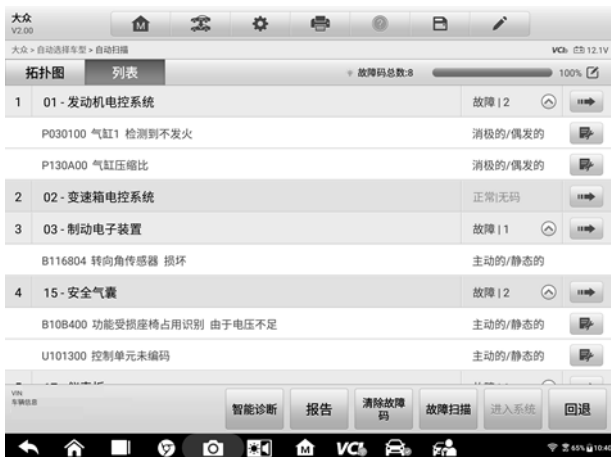 大众
V2.00
大众 > 自动选择车型 > 自动扫描
VCI 12.1V
拓扑图 列表 故障码总数:8 100%
1 01 - 发动机电控系统 故障 | 2
P030100 气缸1 检测到不发火 消极的/偶发的
P130A00 气缸压缩比 消极的/偶发的
2 02 - 变速箱电控系统 正常|无码
3 03 - 制动电子装置 故障 | 1
B116804 转向角传感器 损坏 主动的/静态的
4 15 - 安全气囊 故障 | 2
B10B400 功能受损座椅占用识别 由于电压不足 主动的/静态的
U101300 控制单元未编码 主动的/静态的
VIN
车辆信息
智能诊断 报告 清除故障码 故障扫描 进入系统 回退
VCI 65% 10:40